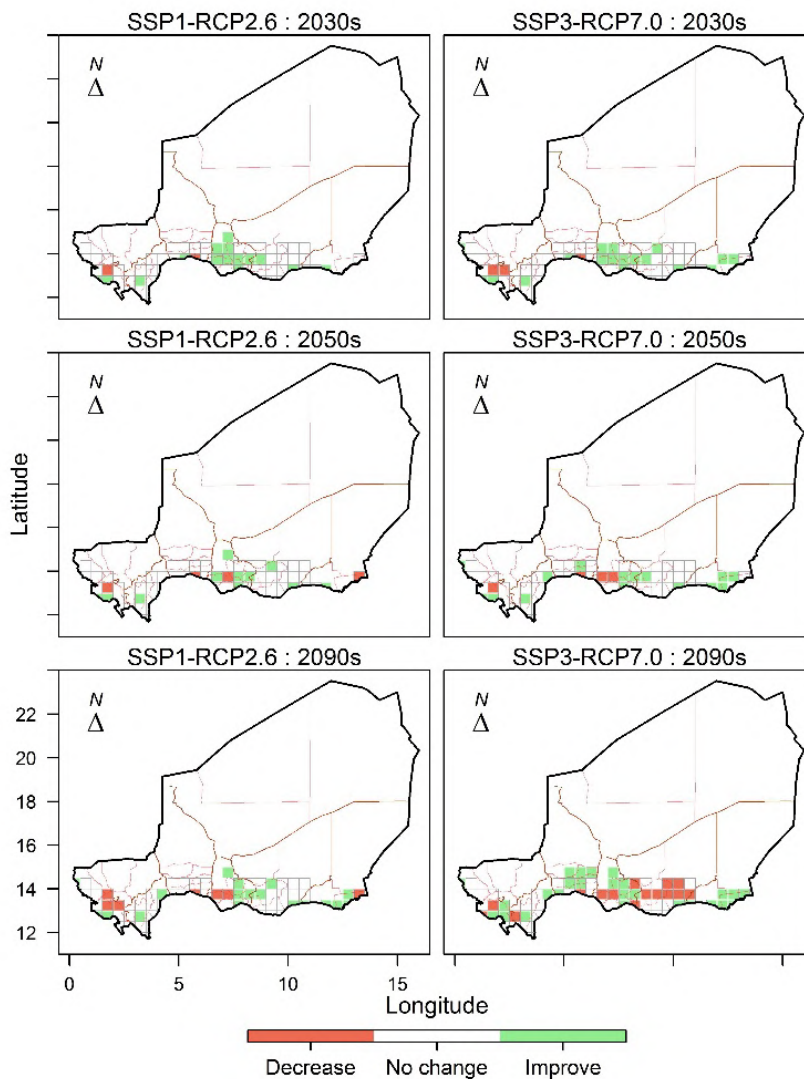 SSP1-RCP2.6 : 2030s
SSP3-RCP7.0 : 2030s
N
Δ
N
Δ
SSP1-RCP2.6 : 2050s
SSP3-RCP7.0 : 2050s
N
Δ
N
Δ
Latitude
SSP1-RCP2.6 : 2090s
SSP3-RCP7.0 : 2090s
N
Δ
N
Δ
22
20
18
16
14
12
0 5 10 15
Longitude
Decrease No change Improve